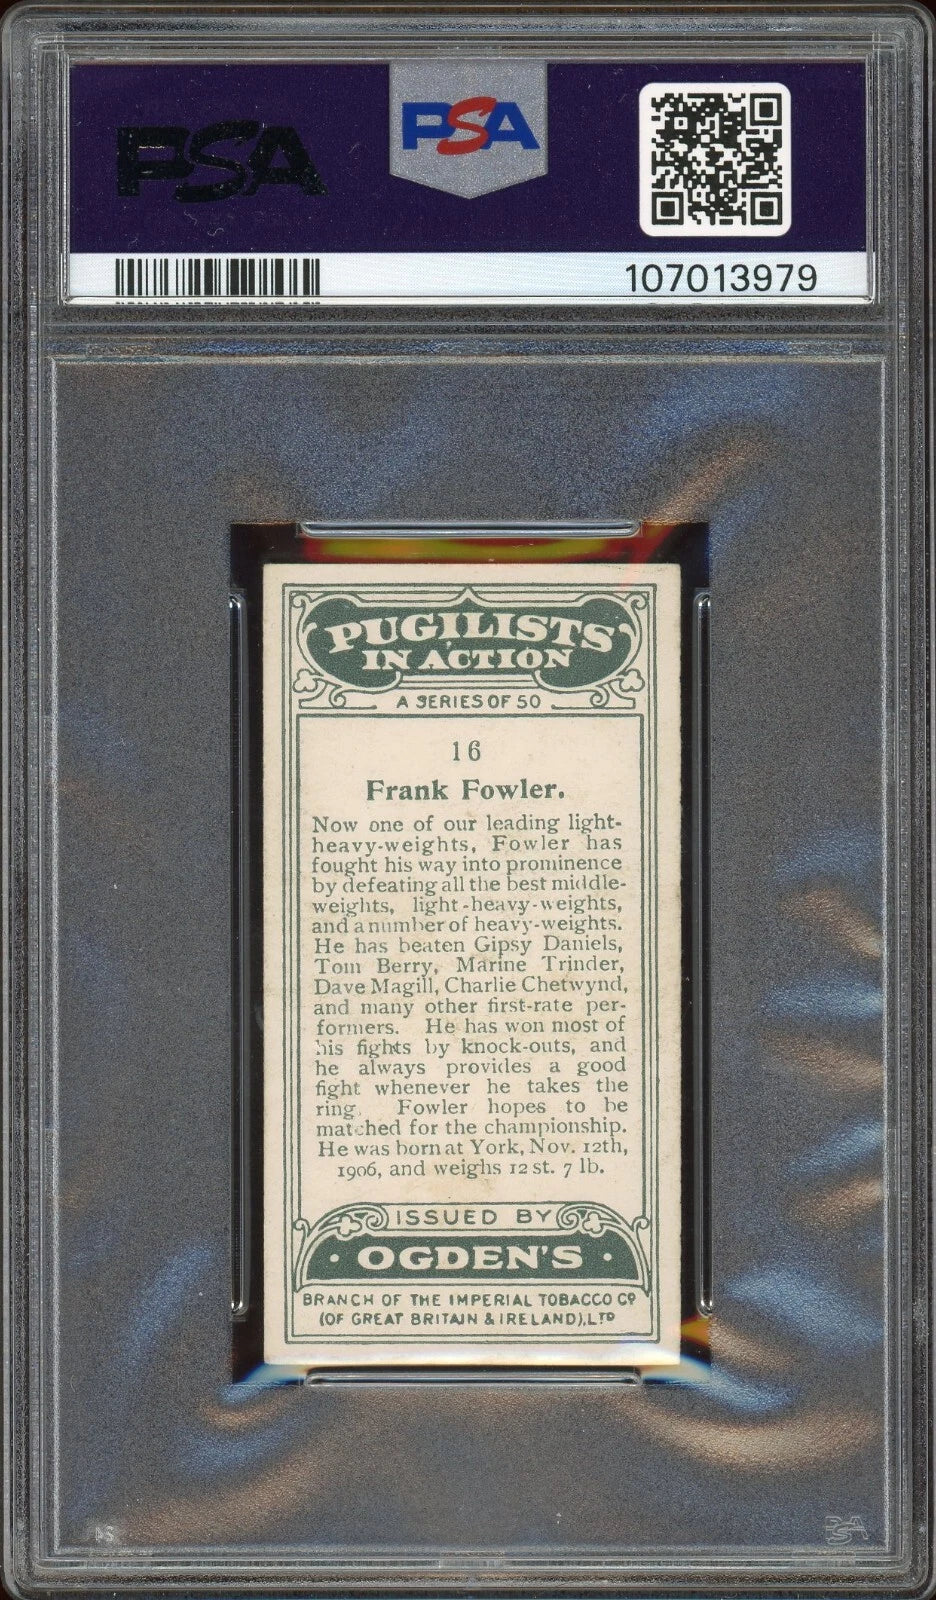 PSA
PSA
107013979
PUGILISTS
IN ACTION
A SERIES OF 50
16
Frank Fowler.
Now one of our leading light-
heavy-weights, Fowler has
fought his way into prominence
by defeating all the best middle-
weights, light-heavy-weights,
and a number of heavy-weights.
He has beaten Gipsy Daniels,
Tom Berry, Marine Trinder,
Dave Magill, Charlie Chetwynd,
and many other first-rate per-
formers. He has won most of
his fights by knock-outs, and
he always provides a good
fight whenever he takes the
ring. Fowler hopes to be
matched for the championship.
He was born at York, Nov. 12th,
1906, and weighs 12 st. 7 lb.
ISSUED BY
· OGDEN'S ·
BRANCH OF THE IMPERIAL TOBACCO CO
(OF GREAT BRITAIN & IRELAND), LTD
PSA